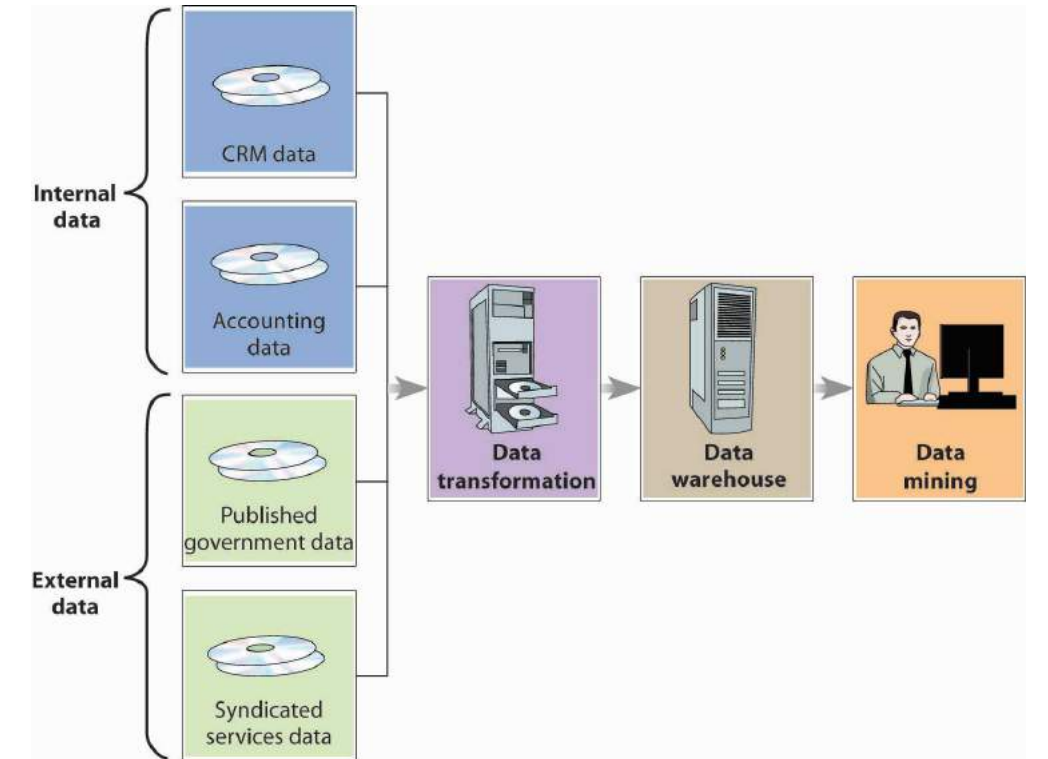 Internal
data
CRM data
Accounting
data
External
data
Published
government data
Syndicated
services data
Data
transformation
Data
warehouse
Data
mining